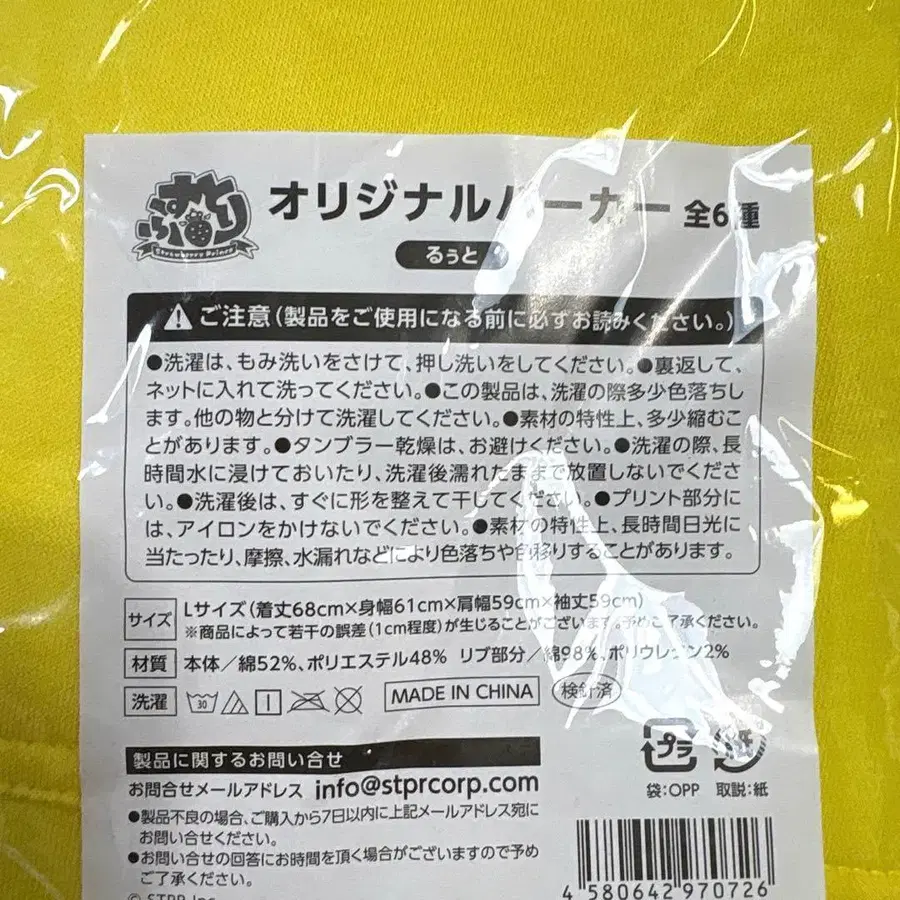 すとぷり
Strawberry Prince
オリジナルパーカー 全6種
るぅと
ご注意(製品をご使用になる前に必ずお読みください。)
●洗濯は、もみ洗いをさけて、押し洗いをしてください。●裏返して、
ネットに入れて洗ってください。●この製品は、洗濯の際多少色落ちし
ます。他の物と分けて洗濯してください。●素材の特性上、多少縮むこ
とがあります。●タンブラー乾燥は、お避けください。●洗濯の際、長
時間水に浸けておいたり、洗濯後濡れたままで放置しないでくださ
い。●洗濯後は、すぐに形を整えて干してください。●プリント部分に
は、アイロンをかけないでください。●素材の特性上、長時間日光に
当たったり、摩擦、水漏れなどにより色落ちや色移りすることがあります。
サイズ Lサイズ(着丈68cm×身幅61cm×肩幅59cm×袖丈59cm)
※商品によって若干の誤差(1cm程度)が生じることがございます。予めご了承ください。
材質 本体/綿52%、ポリエステル48% リブ部分/綿98%、ポリウレタン2%
洗濯 30 MADE IN CHINA 検針済
製品に関するお問い合せ
お問合せメールアドレス info@stprcorp.com
●製品不良の場合、ご購入から7日以内に上記メールアドレス宛に
お問い合せください。
●お問い合せの回答にお時間を頂く場合がございますので予め
ご了承ください。
© STPR Inc.
プラ 紙
袋:OPP 取説:紙
4 580642 970726